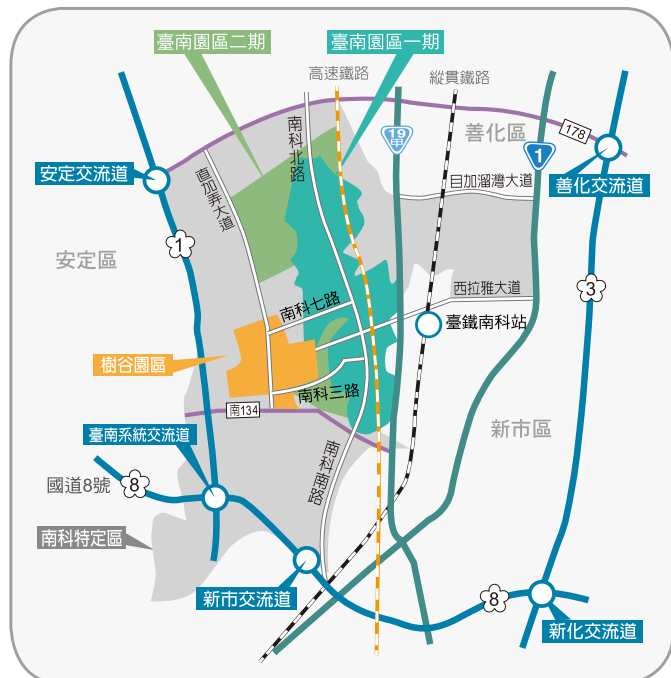 臺南園區二期
臺南園區一期
高速鐵路
縱貫鐵路
南科北路
19
甲
善化區
178
1
安定交流道
直加弄大道
目加溜灣大道
善化交流道
1
安定區
西拉雅大道
3
南科七路
臺鐵南科站
樹谷園區
南科三路
南134
新市區
臺南系統交流道
南科南路
國道8號
8
南科特定區
新市交流道
8
新化交流道